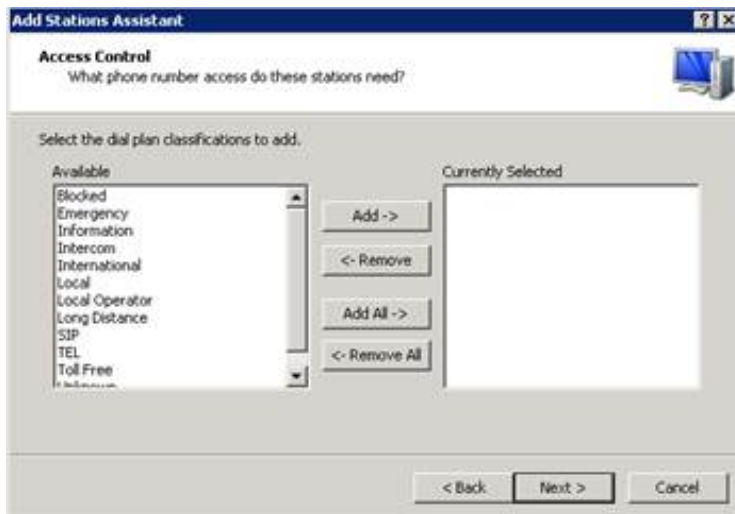 Add Stations Assistant
Access Control
What phone number access do these stations need?
Select the dial plan classifications to add.
Available
Currently Selected
Blocked
Emergency
Information
Intercom
International
Local
Local Operator
Long Distance
SIP
TEL
Toll Free
Add ->
<- Remove
Add All ->
<- Remove All
< Back
Next >
Cancel